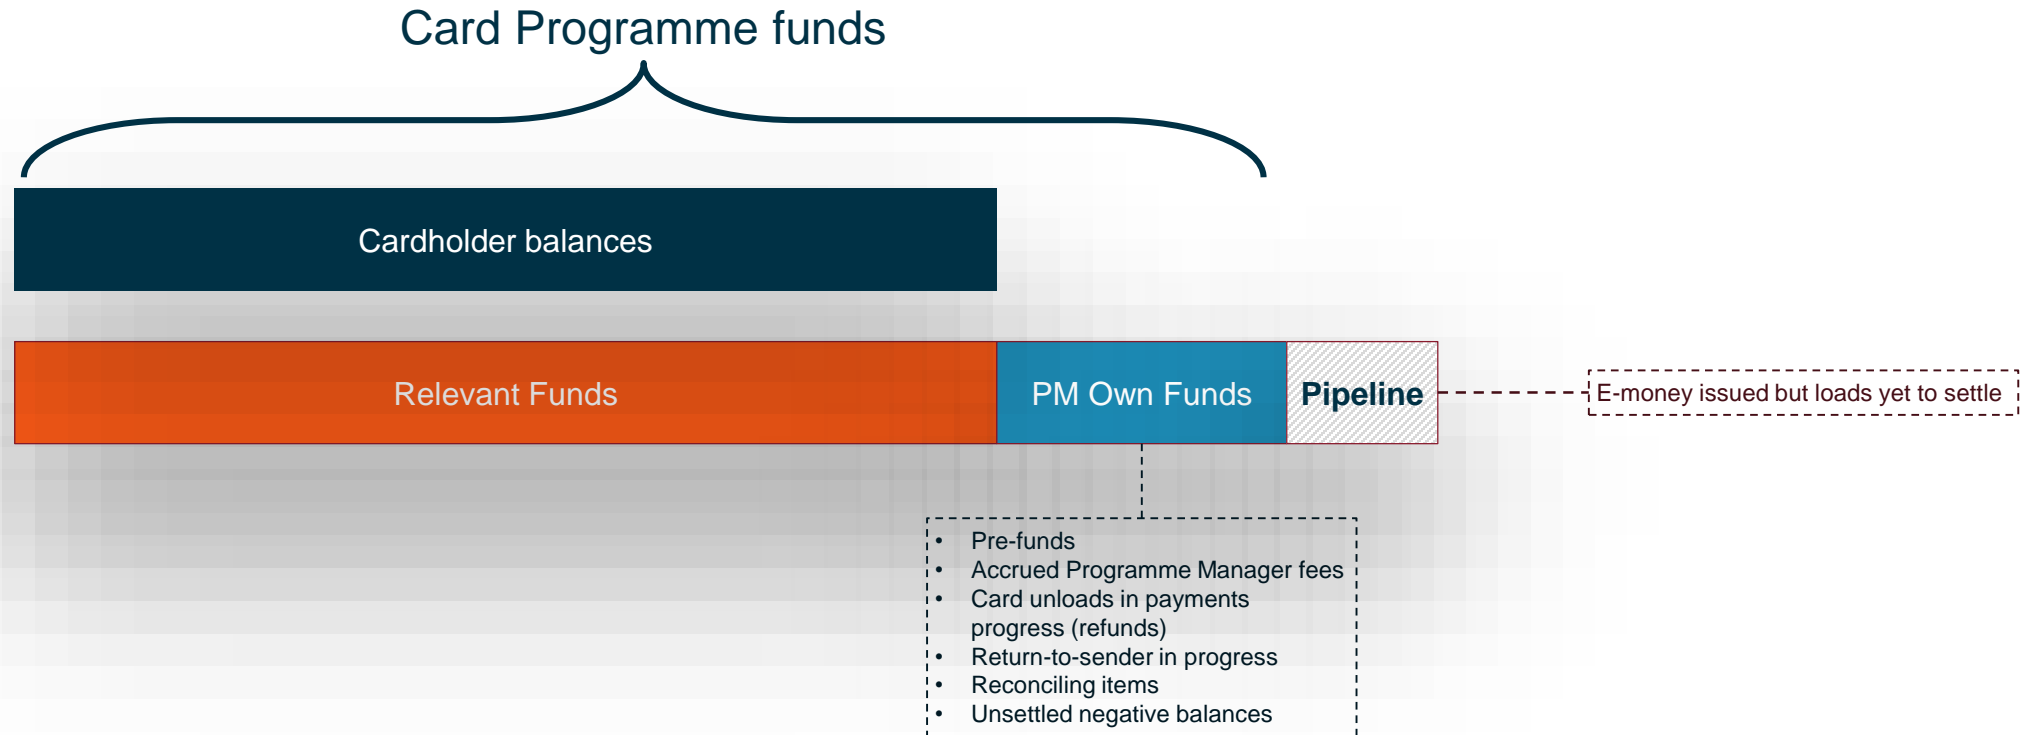 Card Programme funds
Cardholder balances
Relevant Funds
PM Own Funds
Pipeline
E-money issued but loads yet to settle
• Pre-funds
• Accrued Programme Manager fees
• Card unloads in payments
progress (refunds)
• Return-to-sender in progress
• Reconciling items
• Unsettled negative balances